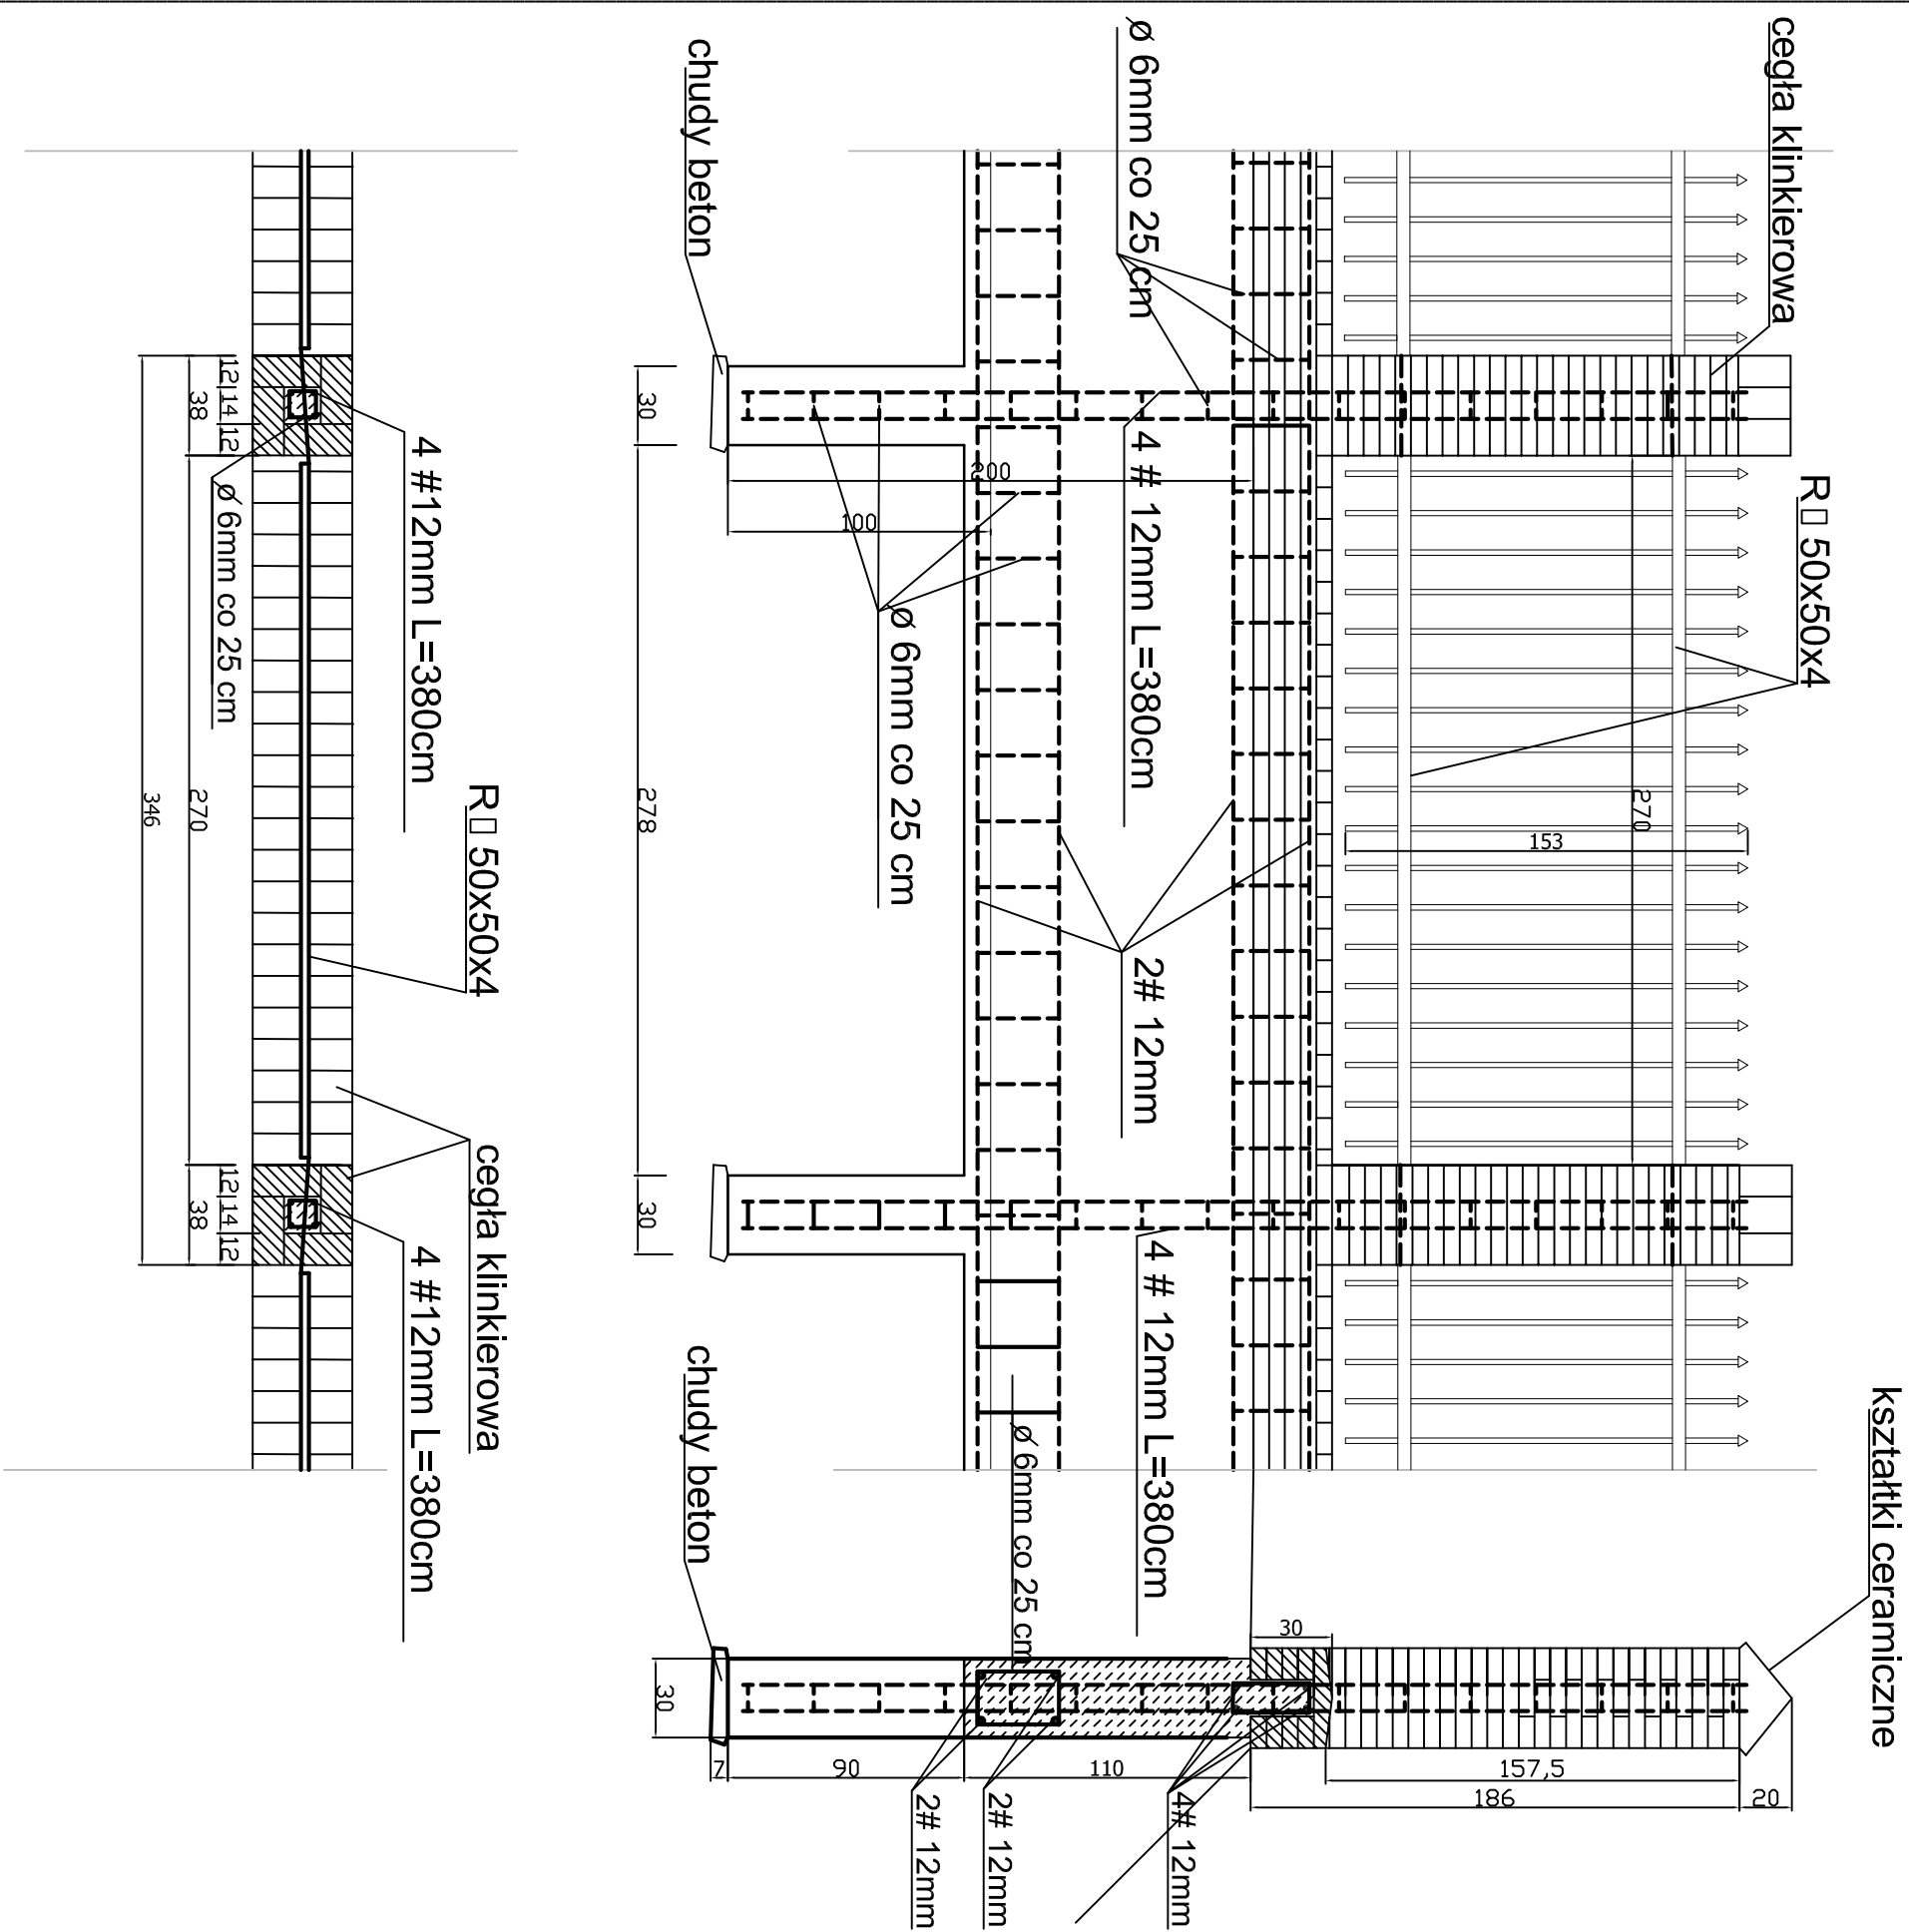 kształtki ceramiczne
cegła klinkierowa
R□ 50x50x4
270
153
ø 6mm co 25 cm
4 # 12mm L=380cm
2# 12mm
4 # 12mm L=380cm
200
100
ø 6mm co 25 cm
ø 6mm co 25 cm
chudy beton
30
278
30
chudy beton
30
30
7
90
110
157,5
186
20
2# 12mm
2# 12mm
4# 12mm
R□ 50x50x4
cegła klinkierowa
4 #12mm L=380cm
4 #12mm L=380cm
ø 6mm co 25 cm
12
14
12
12
14
12
38
270
38
346